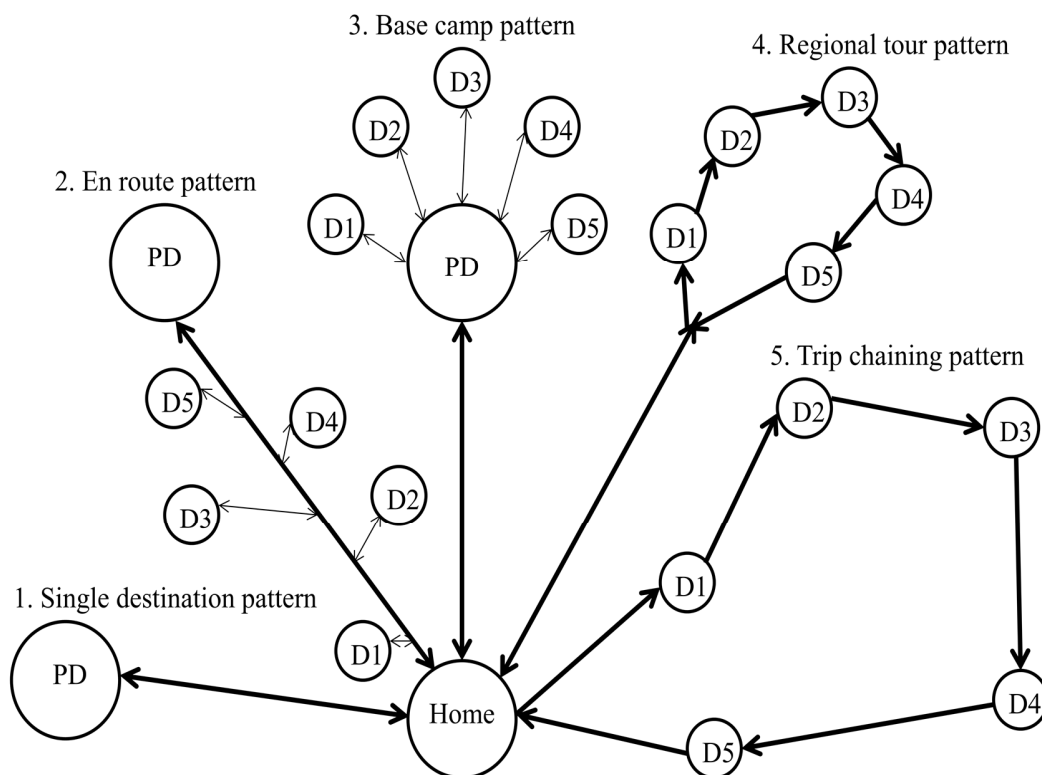 3. Base camp pattern
D3
D2
D4
D1
D5
PD
4. Regional tour pattern
D3
D2
D4
D1
D5
2. En route pattern
PD
D5
D4
D2
D3
D1
5. Trip chaining pattern
D2
D3
D1
D4
D5
1. Single destination pattern
PD
Home